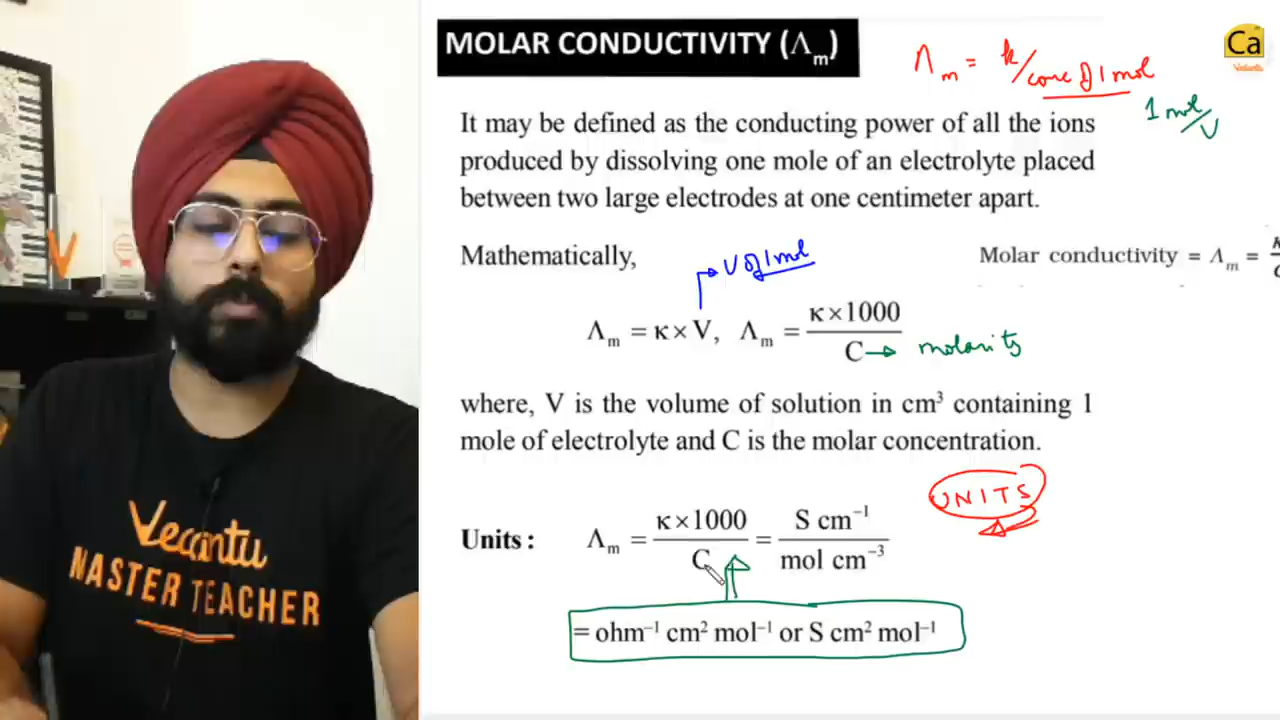 MOLAR CONDUCTIVITY (Λₘ)
Λₘ = k/conc of 1 mol
1 mol/V
Ca
Vedantu
It may be defined as the conducting power of all the ions
produced by dissolving one mole of an electrolyte placed
between two large electrodes at one centimeter apart.
Mathematically,
V of 1 mol
Molar conductivity = Λₘ = κ/C
Λₘ = κ × V, Λₘ = κ×1000/C → molarity
where, V is the volume of solution in cm³ containing 1
mole of electrolyte and C is the molar concentration.
UNITS
Units : Λₘ = κ×1000/C = S cm⁻¹/mol cm⁻³
= ohm⁻¹ cm² mol⁻¹ or S cm² mol⁻¹
V
Vedantu
MASTER TEACHER